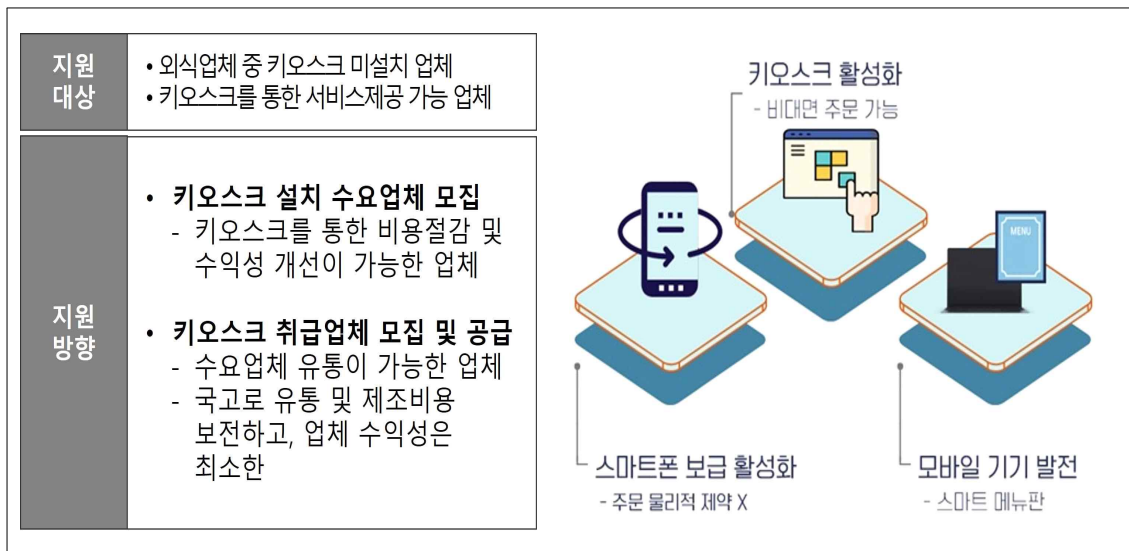 지원
대상
• 외식업체 중 키오스크 미설치 업체
• 키오스크를 통한 서비스제공 가능 업체
지원
방향
• 키오스크 설치 수요업체 모집
- 키오스크를 통한 비용절감 및
수익성 개선이 가능한 업체
• 키오스크 취급업체 모집 및 공급
- 수요업체 유통이 가능한 업체
- 국고로 유통 및 제조비용
보전하고, 업체 수익성은
최소한
키오스크 활성화
- 비대면 주문 가능
MENU
스마트폰 보급 활성화
- 주문 물리적 제약 X
모바일 기기 발전
- 스마트 메뉴판